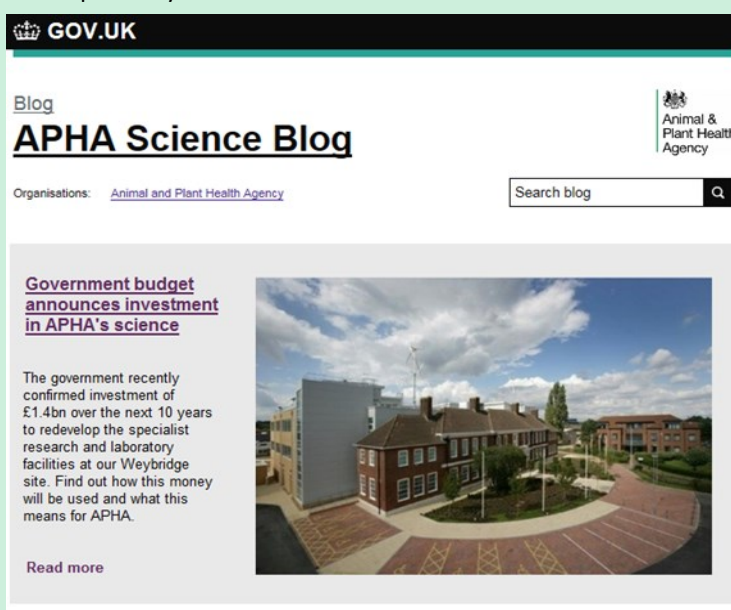 GOV.UK
Blog
APHA Science Blog
Animal &
Plant Health
Agency
Organisations: Animal and Plant Health Agency
Search blog
Government budget
announces investment
in APHA's science
The government recently
confirmed investment of
£1.4bn over the next 10 years
to redevelop the specialist
research and laboratory
facilities at our Weybridge
site. Find out how this money
will be used and what this
means for APHA.
Read more